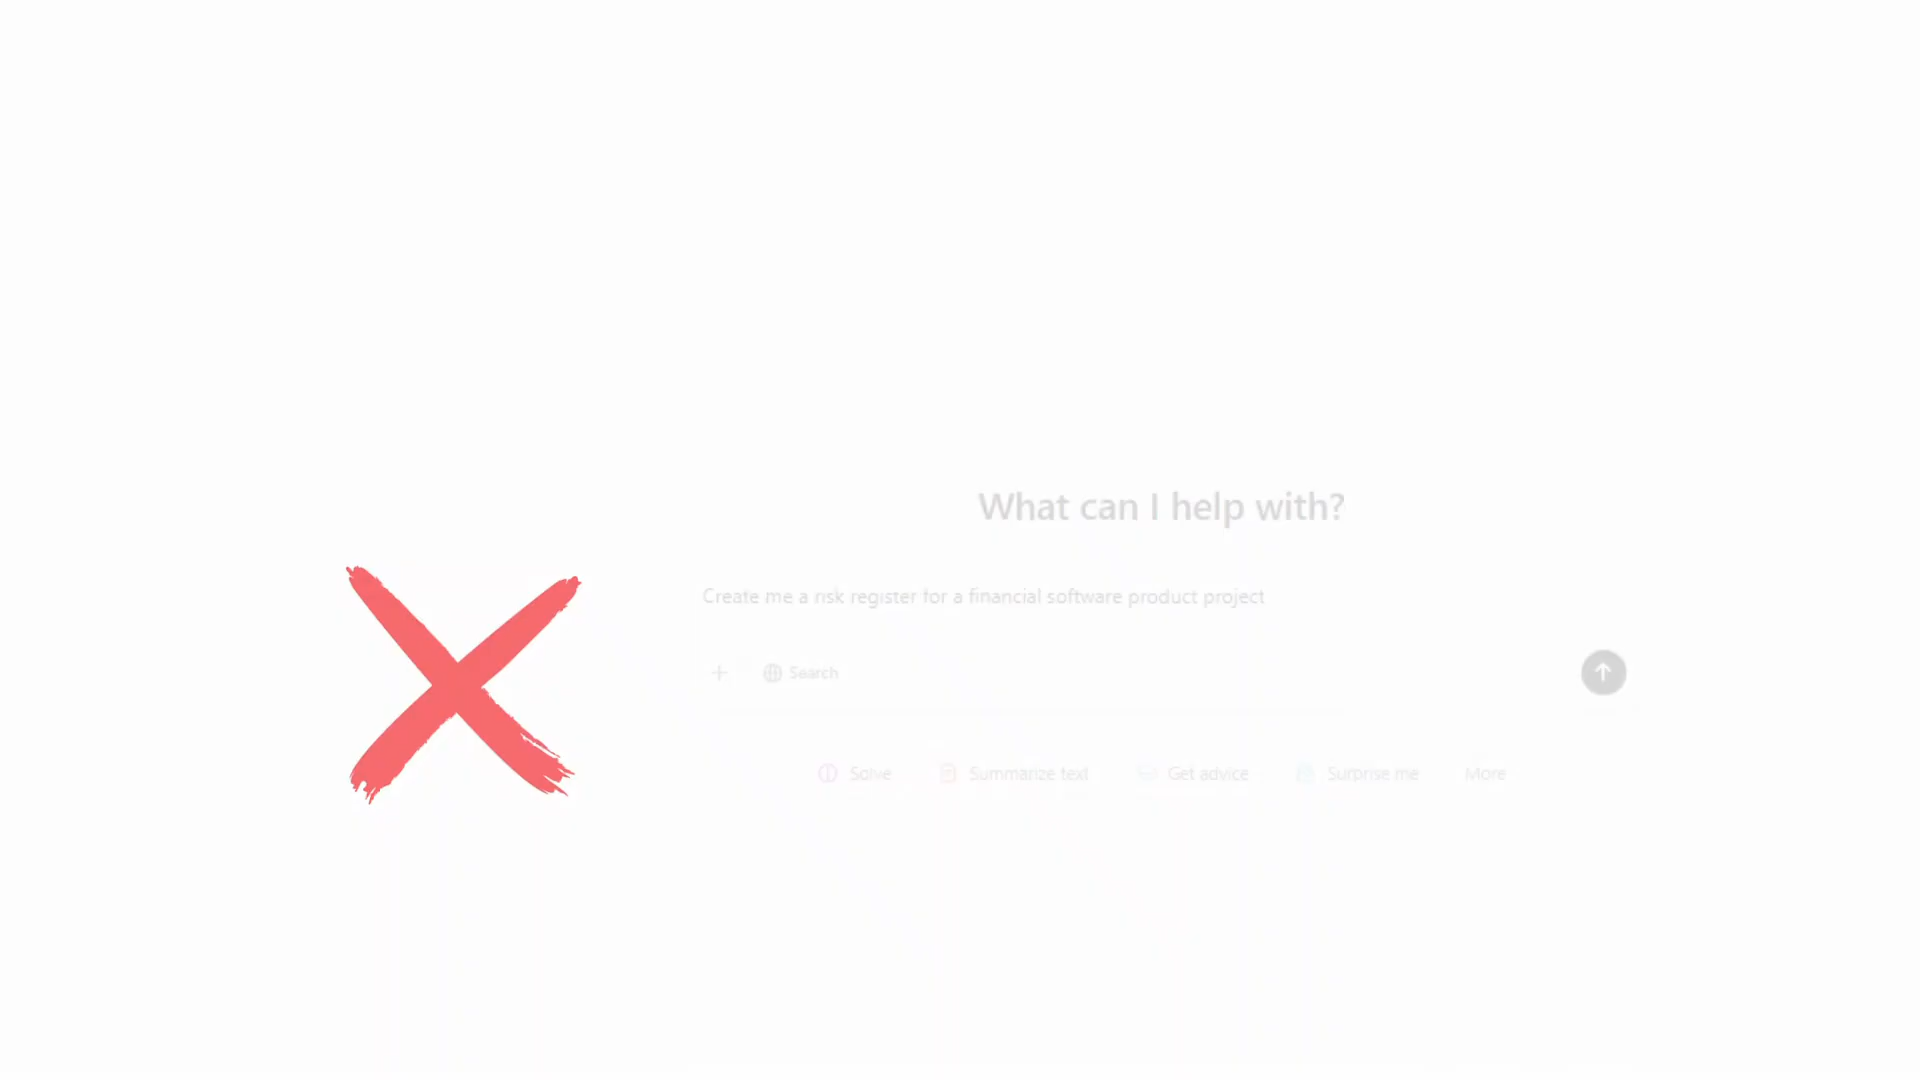 What can I help with?
Create me a risk register for a financial software product project
Search
Solve Summarize text Get advice Surprise me More